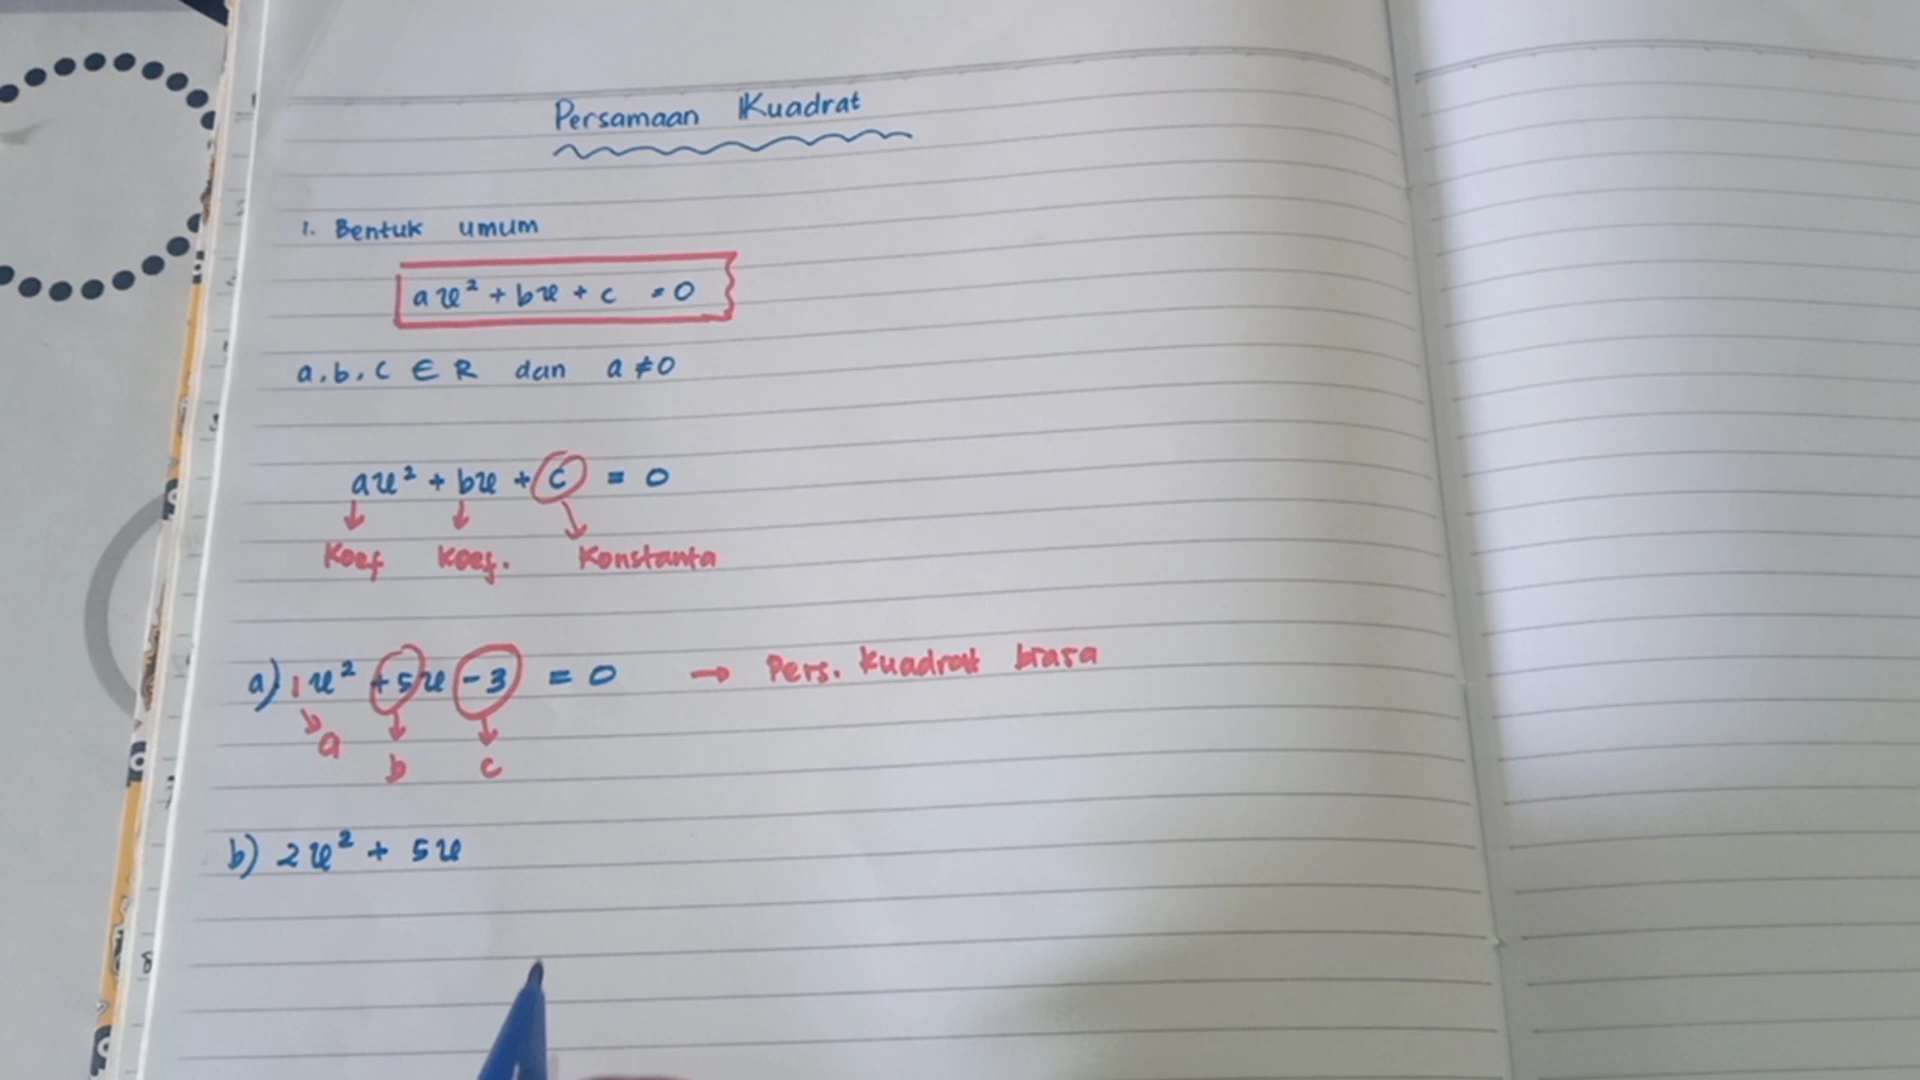 Persamaan Kuadrat
1. Bentuk umum
ax² + bx + c = 0
a, b, c ∈ R dan a ≠ 0
ax² + bx + c = 0
Koef Koef. Konstanta
a) 1x² +5x -3 = 0 → Pers. kuadrat biasa
a b c
b) 2x² + 5x